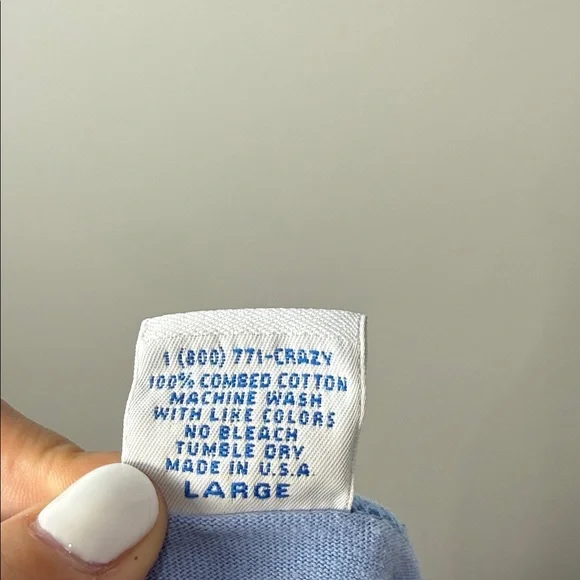 1 (800) 771-CRAZY
100% COMBED COTTON
MACHINE WASH
WITH LIKE COLORS
NO BLEACH
TUMBLE DRY
MADE IN U.S.A.
LARGE